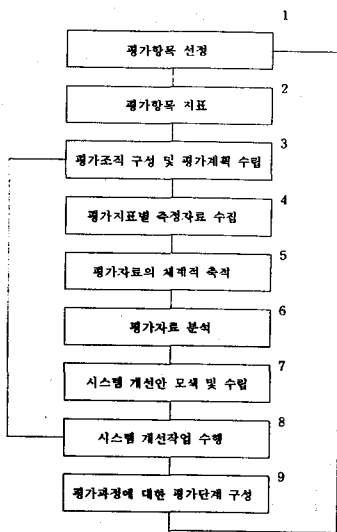 1
평가항목 선정
2
평가항목 지표
3
평가조직 구성 및 평가계획 수립
4
평가지표별 측정자료 수집
5
평가자료의 체계적 축적
6
평가자료 분석
7
시스템 개선안 모색 및 수립
8
시스템 개선작업 수행
9
평가과정에 대한 평가단계 구성